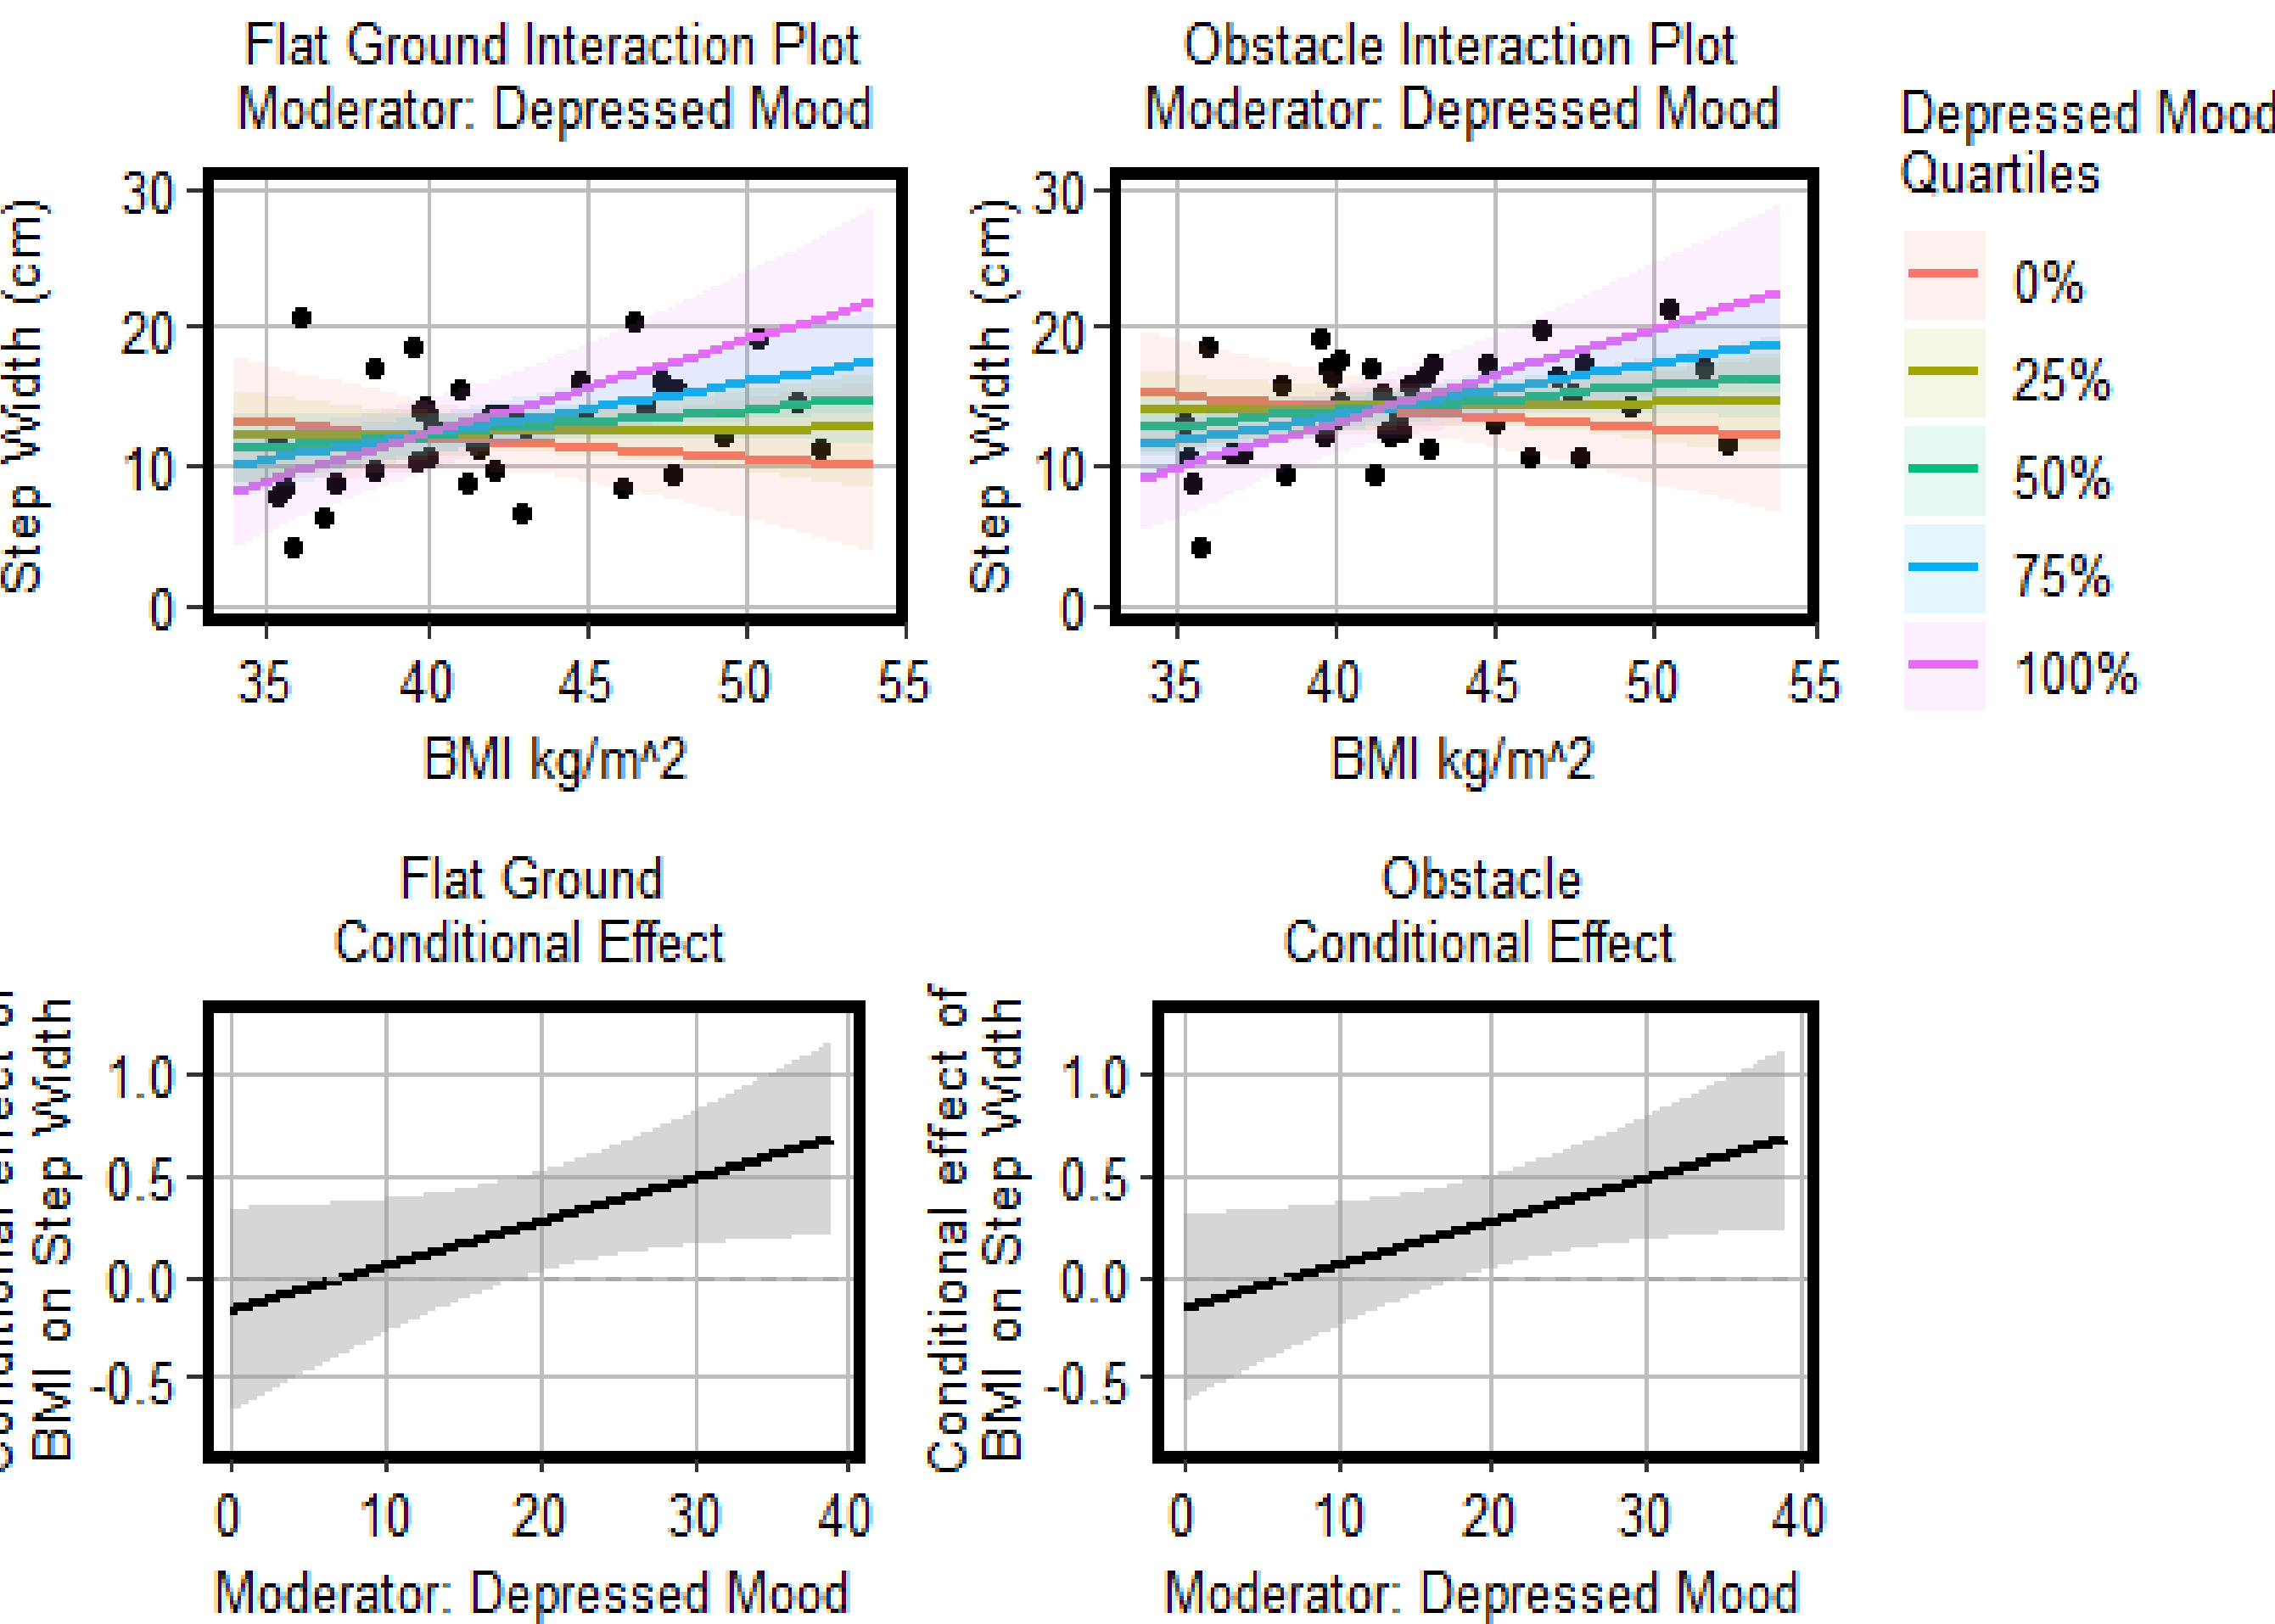 Flat Ground Interaction Plot
Moderator: Depressed Mood
Obstacle Interaction Plot
Moderator: Depressed Mood
Depressed Mood
Quartiles
0%
25%
50%
75%
100%
Step Width (cm)
30
20
10
0
35 40 45 50 55
BMI kg/m^2
Step Width (cm)
30
20
10
0
35 40 45 50 55
BMI kg/m^2
Flat Ground
Conditional Effect
BMI on Step Width
1.0
0.5
0.0
-0.5
0 10 20 30 40
Moderator: Depressed Mood
Obstacle
Conditional Effect
Conditional effect of
BMI on Step Width
1.0
0.5
0.0
-0.5
0 10 20 30 40
Moderator: Depressed Mood